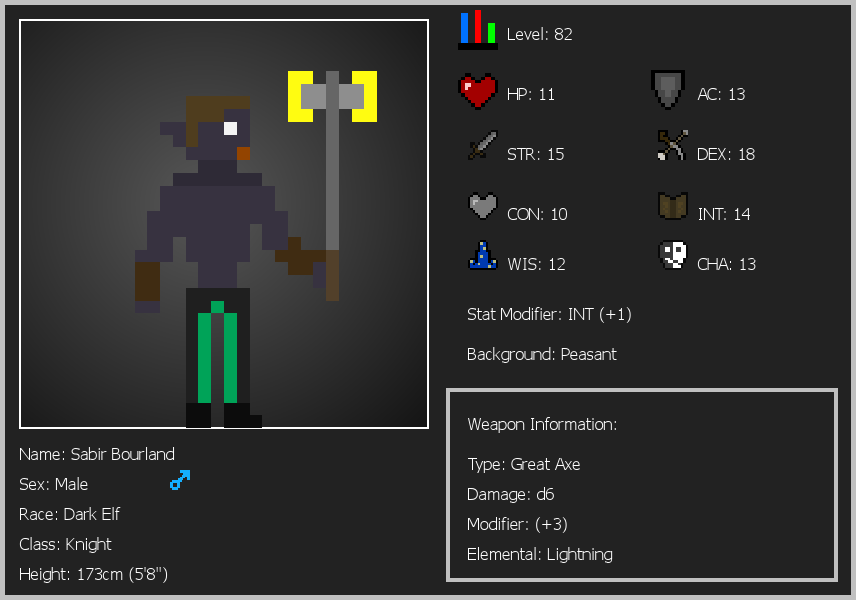 Level: 82
HP: 11
AC: 13
STR: 15
DEX: 18
CON: 10
INT: 14
WIS: 12
CHA: 13
Stat Modifier: INT (+1)
Background: Peasant
Weapon Information:
Type: Great Axe
Damage: d6
Modifier: (+3)
Elemental: Lightning
Name: Sabir Bourland
Sex: Male
Race: Dark Elf
Class: Knight
Height: 173cm (5'8")